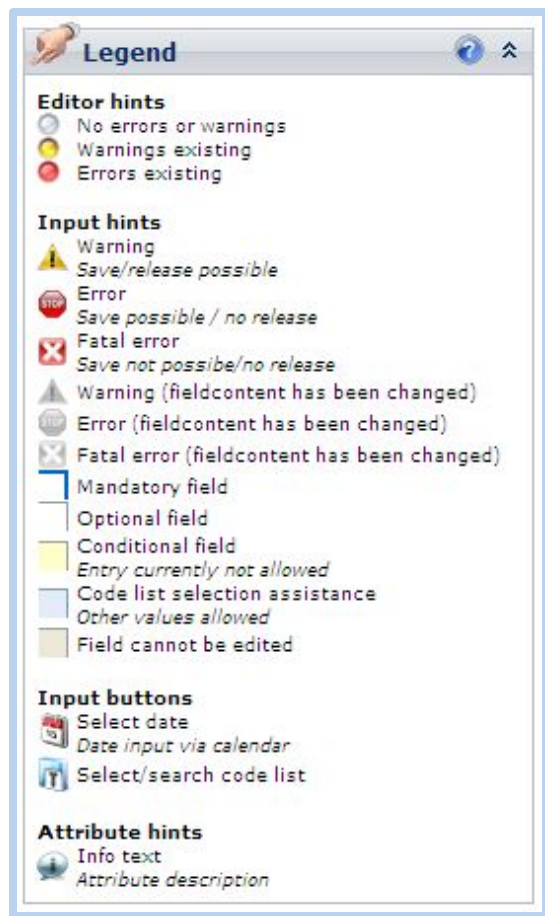 Legend
Editor hints
No errors or warnings
Warnings existing
Errors existing
Input hints
Warning
Save/release possible
STOP
Error
Save possible / no release
Fatal error
Save not possibe/no release
Warning (fieldcontent has been changed)
STOP
Error (fieldcontent has been changed)
Fatal error (fieldcontent has been changed)
Mandatory field
Optional field
Conditional field
Entry currently not allowed
Code list selection assistance
Other values allowed
Field cannot be edited
Input buttons
Select date
Date input via calendar
Select/search code list
Attribute hints
Info text
Attribute description